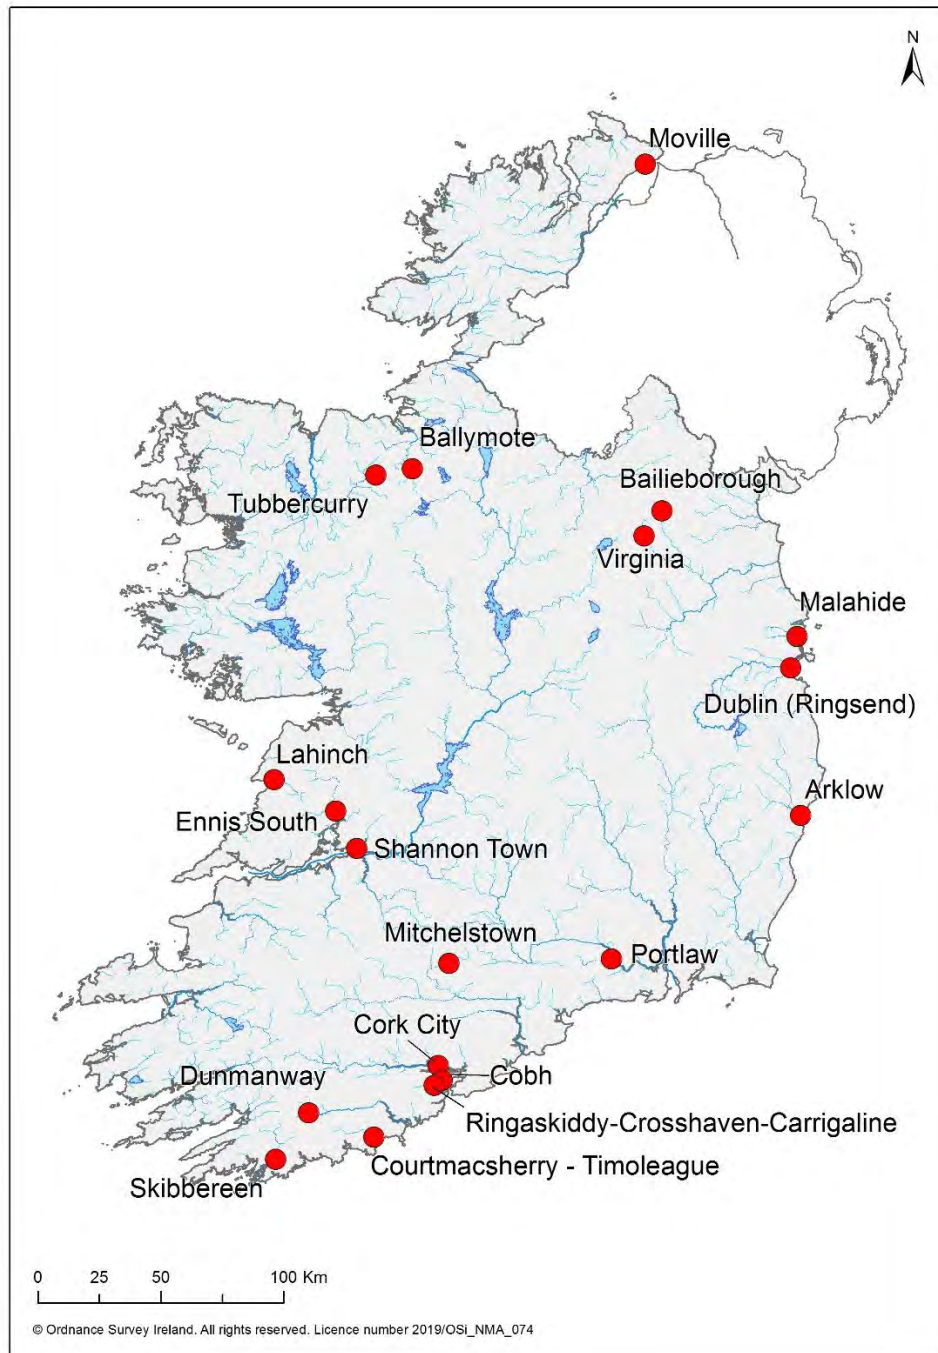 N
Moville
Ballymote
Tubbercurry
Bailieborough
Virginia
Malahide
Dublin (Ringsend)
Lahinch
Arklow
Ennis South
Shannon Town
Mitchelstown
Portlaw
Cork City
Cobh
Dunmanway
Ringaskiddy-Crosshaven-Carrigaline
Courtmacsherry - Timoleague
Skibbereen
0 25 50 100 Km
© Ordnance Survey Ireland. All rights reserved. Licence number 2019/OSi_NMA_074